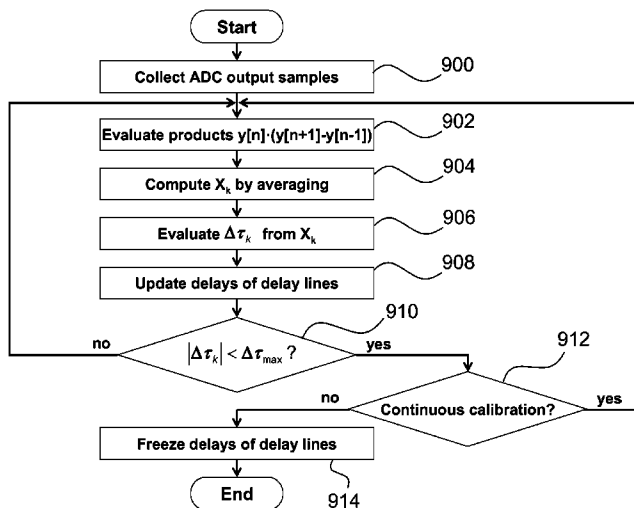 Start
Collect ADC output samples
900
Evaluate products y[n]·(y[n+1]-y[n-1])
902
Compute Xk by averaging
904
Evaluate Δτk from Xk
906
Update delays of delay lines
908
910
no
|Δτk| < Δτmax ?
yes
912
no
Continuous calibration?
yes
Freeze delays of delay lines
914
End